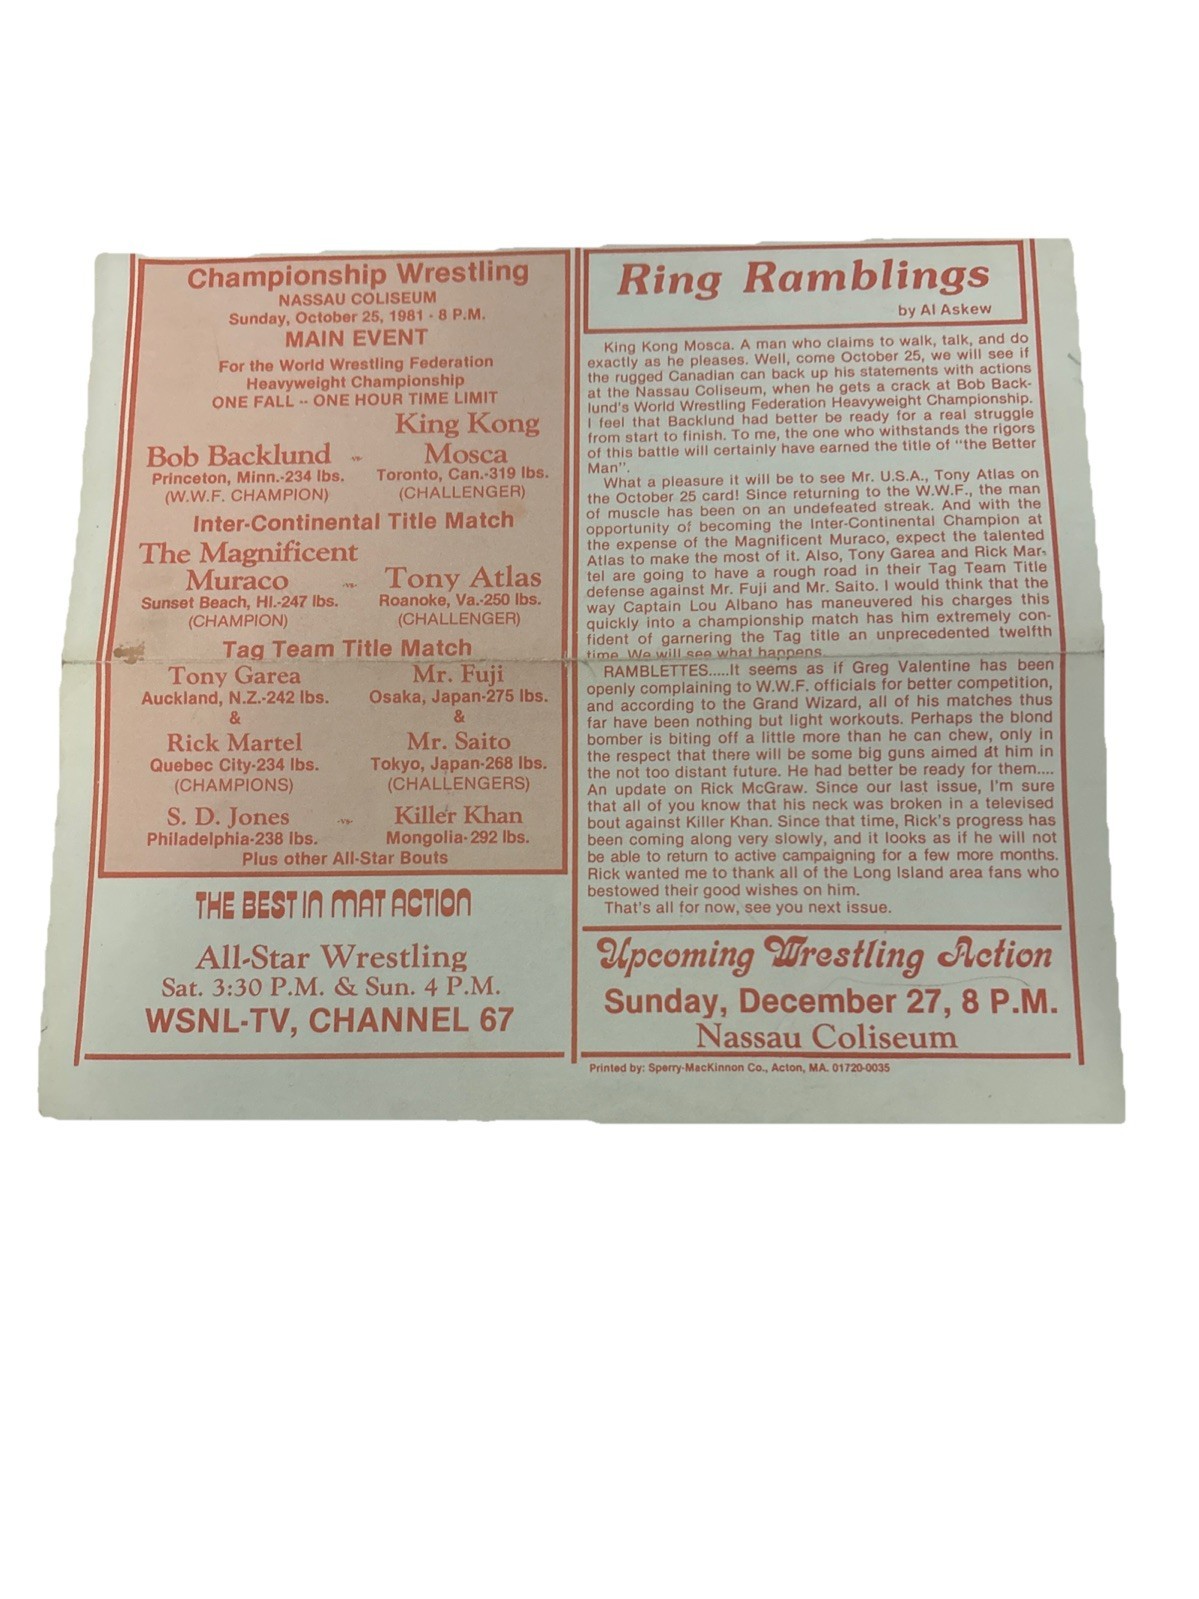 Championship Wrestling
NASSAU COLISEUM
Sunday, October 25, 1981 - 8 P.M.
MAIN EVENT
For the World Wrestling Federation
Heavyweight Championship
ONE FALL -- ONE HOUR TIME LIMIT
Bob Backlund -vs- King Kong
Mosca
Princeton, Minn.-234 lbs. Toronto, Can.-319 lbs.
(W.W.F. CHAMPION) (CHALLENGER)
Inter-Continental Title Match
The Magnificent
Muraco -vs- Tony Atlas
Sunset Beach, HI.-247 lbs. Roanoke, Va.-250 lbs.
(CHAMPION) (CHALLENGER)
Tag Team Title Match
Tony Garea Mr. Fuji
Auckland, N.Z.-242 lbs. Osaka, Japan-275 lbs.
& &
Rick Martel Mr. Saito
Quebec City-234 lbs. Tokyo, Japan-268 lbs.
(CHAMPIONS) (CHALLENGERS)
S. D. Jones -vs- Killer Khan
Philadelphia-238 lbs. Mongolia-292 lbs.
Plus other All-Star Bouts
THE BEST IN MAT ACTION
All-Star Wrestling
Sat. 3:30 P.M. & Sun. 4 P.M.
WSNL-TV, CHANNEL 67
Ring Ramblings
by Al Askew
King Kong Mosca. A man who claims to walk, talk, and do
exactly as he pleases. Well, come October 25, we will see if
the rugged Canadian can back up his statements with actions
at the Nassau Coliseum, when he gets a crack at Bob Back-
lund's World Wrestling Federation Heavyweight Championship.
I feel that Backlund had better be ready for a real struggle
from start to finish. To me, the one who withstands the rigors
of this battle will certainly have earned the title of "the Better
Man".
What a pleasure it will be to see Mr. U.S.A., Tony Atlas on
the October 25 card! Since returning to the W.W.F., the man
of muscle has been on an undefeated streak. And with the
opportunity of becoming the Inter-Continental Champion at
the expense of the Magnificent Muraco, expect the talented
Atlas to make the most of it. Also, Tony Garea and Rick Mar-
tel are going to have a rough road in their Tag Team Title
defense against Mr. Fuji and Mr. Saito. I would think that the
way Captain Lou Albano has maneuvered his charges this
quickly into a championship match has him extremely con-
fident of garnering the Tag title an unprecedented twelfth
time. We will see what happens.
RAMBLETTES.....It seems as if Greg Valentine has been
openly complaining to W.W.F. officials for better competition,
and according to the Grand Wizard, all of his matches thus
far have been nothing but light workouts. Perhaps the blond
bomber is biting off a little more than he can chew, only in
the respect that there will be some big guns aimed at him in
the not too distant future. He had better be ready for them....
An update on Rick McGraw. Since our last issue, I'm sure
that all of you know that his neck was broken in a televised
bout against Killer Khan. Since that time, Rick's progress has
been coming along very slowly, and it looks as if he will not
be able to return to active campaigning for a few more months.
Rick wanted me to thank all of the Long Island area fans who
bestowed their good wishes on him.
That's all for now, see you next issue.
Upcoming Wrestling Action
Sunday, December 27, 8 P.M.
Nassau Coliseum
Printed by: Sperry-MacKinnon Co., Acton, MA. 01720-0035